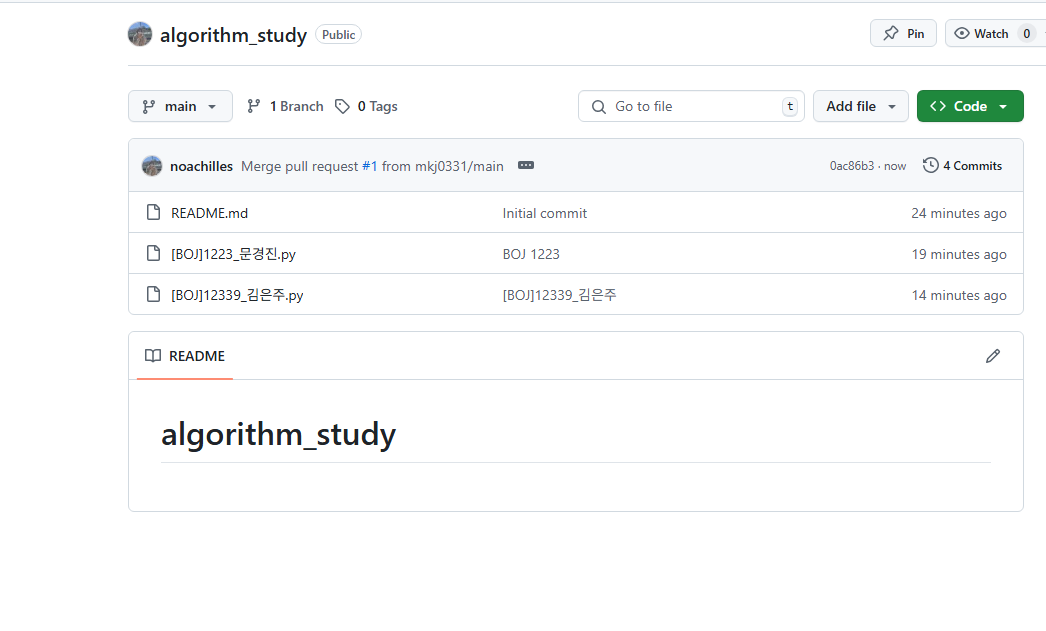 algorithm_study Public Pin Watch 0
main 1 Branch 0 Tags Go to file t Add file Code
noachilles Merge pull request #1 from mkj0331/main 0ac86b3 · now 4 Commits
README.md Initial commit 24 minutes ago
[BOJ]1223_문경진.py BOJ 1223 19 minutes ago
[BOJ]12339_김은주.py [BOJ]12339_김은주 14 minutes ago
README
algorithm_study